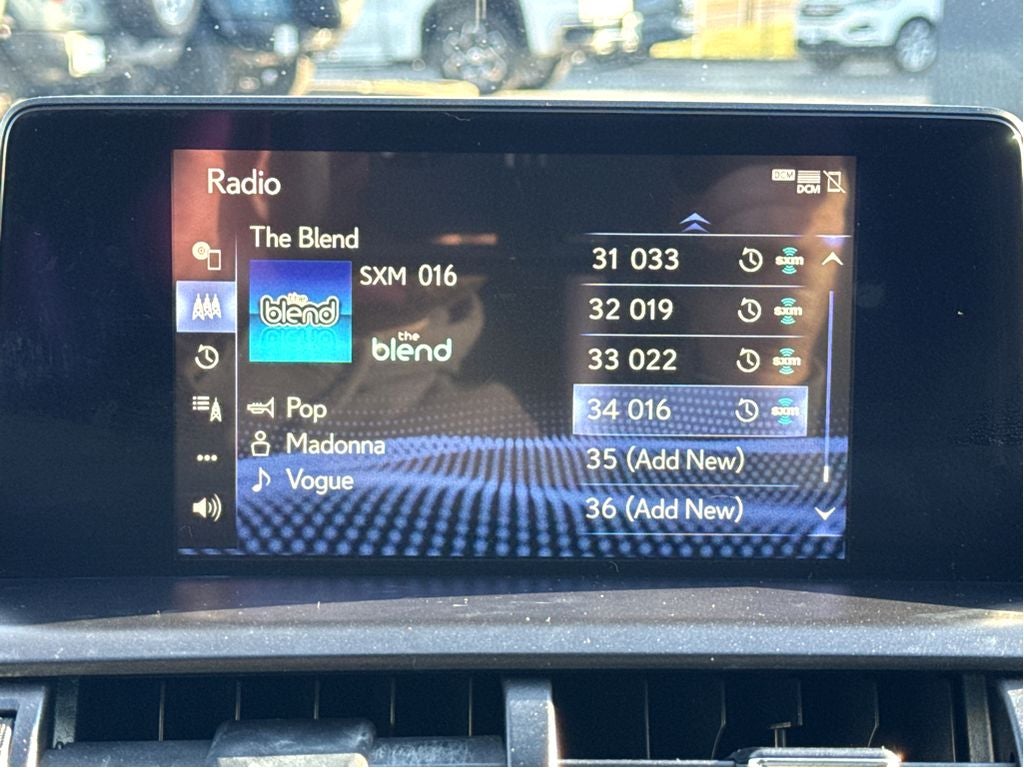 Radio
DCM
DCM
The Blend
SXM 016
the
blend
the
blend
Pop
Madonna
Vogue
31 033 sxm
32 019 sxm
33 022 sxm
34 016 sxm
35 (Add New)
36 (Add New)